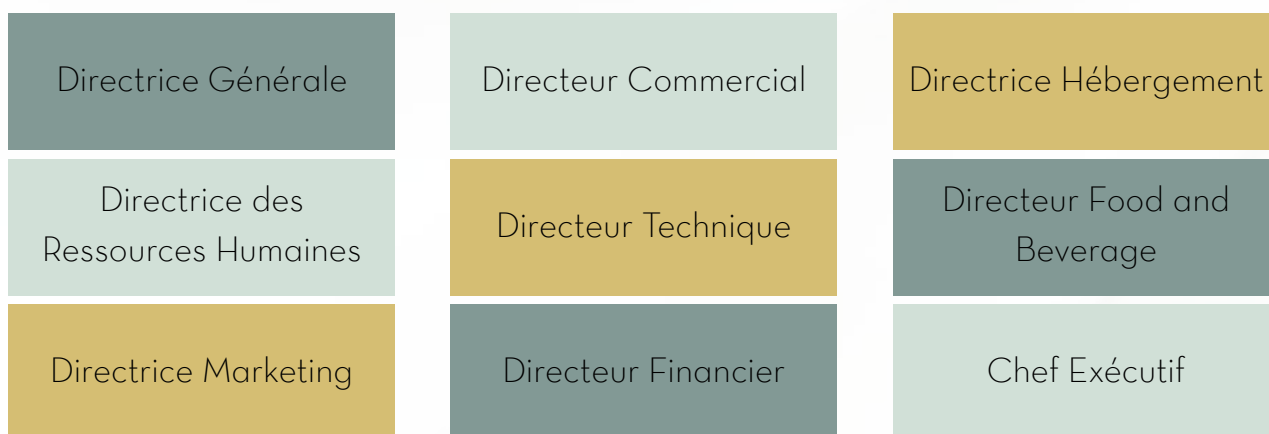 Directrice Générale
Directeur Commercial
Directrice Hébergement
Directrice des
Ressources Humaines
Directeur Technique
Directeur Food and
Beverage
Directrice Marketing
Directeur Financier
Chef Exécutif